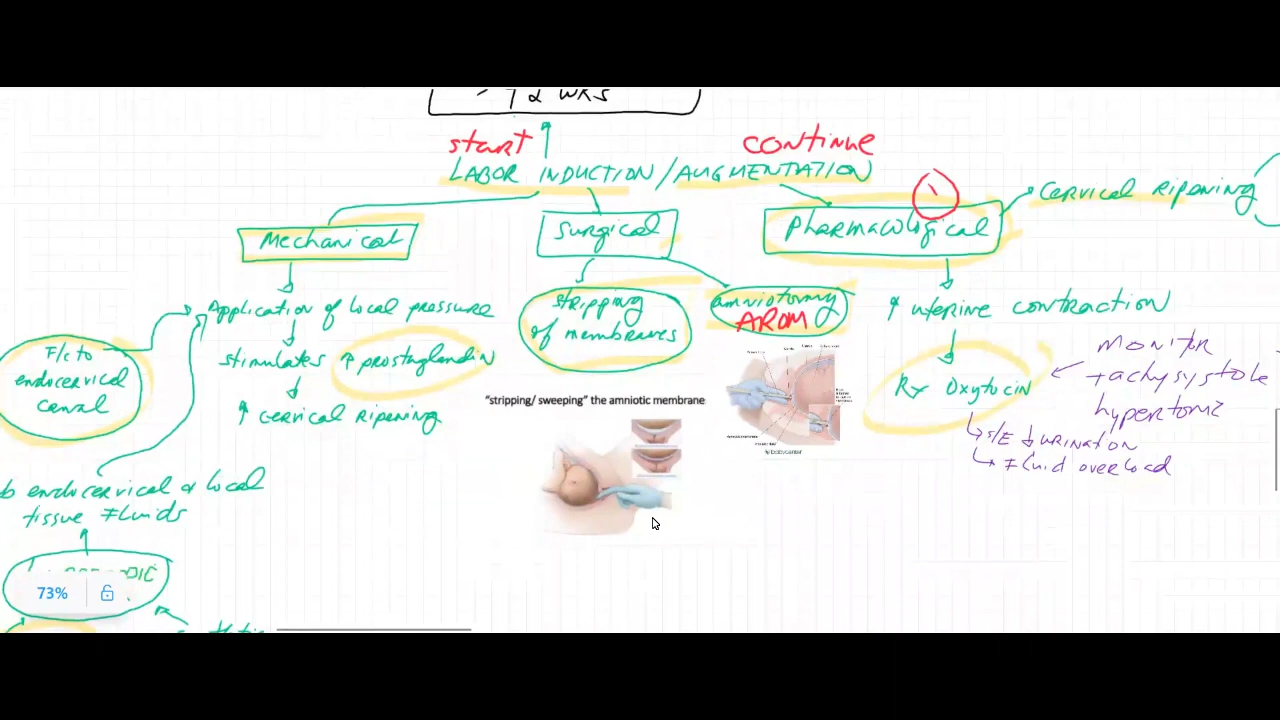 > 42 WKS
start
continue
LABOR INDUCTION / AUGMENTATION
Cervical Ripening
Mechanical
Surgical
Pharmacological
Application of local pressure
stimulates ↑ prostaglandin
↑ cervical ripening
F/c to
endocervical
canal
stripping
of membranes
amniotomy
AROM
↑ uterine contraction
Rx Oxytocin
monitor
tachysystole
hypertonic
S/E ↓ urination
Fluid overload
"stripping/ sweeping" the amniotic membrane
babycenter
endocervical & local
tissue Fluids
73%